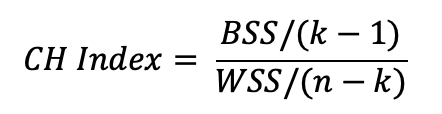 CH Index = BSS/(k − 1)
WSS/(n − k)